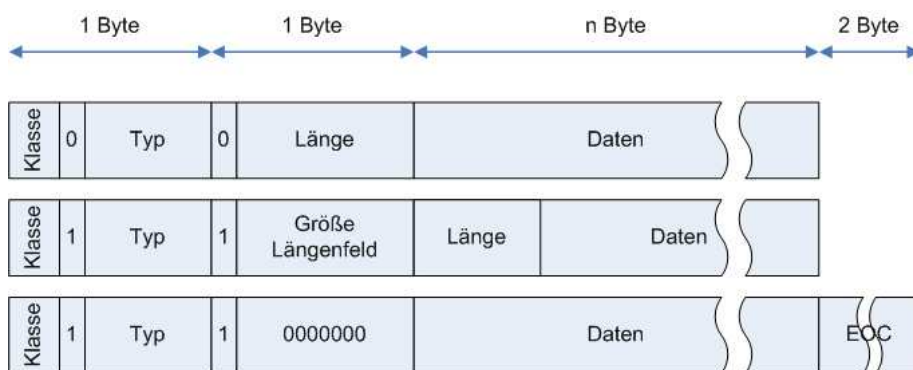 1 Byte 1 Byte n Byte 2 Byte
Klasse 0 Typ 0 Länge Daten
Klasse 1 Typ 1 Größe Längenfeld Länge Daten
Klasse 1 Typ 1 0000000 Daten EOC